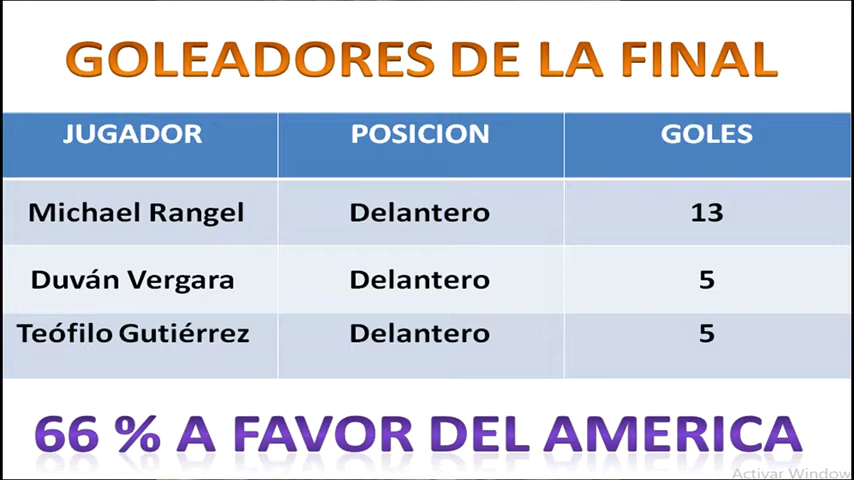 GOLEADORES DE LA FINAL
JUGADOR POSICION GOLES
Michael Rangel Delantero 13
Duván Vergara Delantero 5
Teófilo Gutiérrez Delantero 5
66 % A FAVOR DEL AMERICA
Activar Window